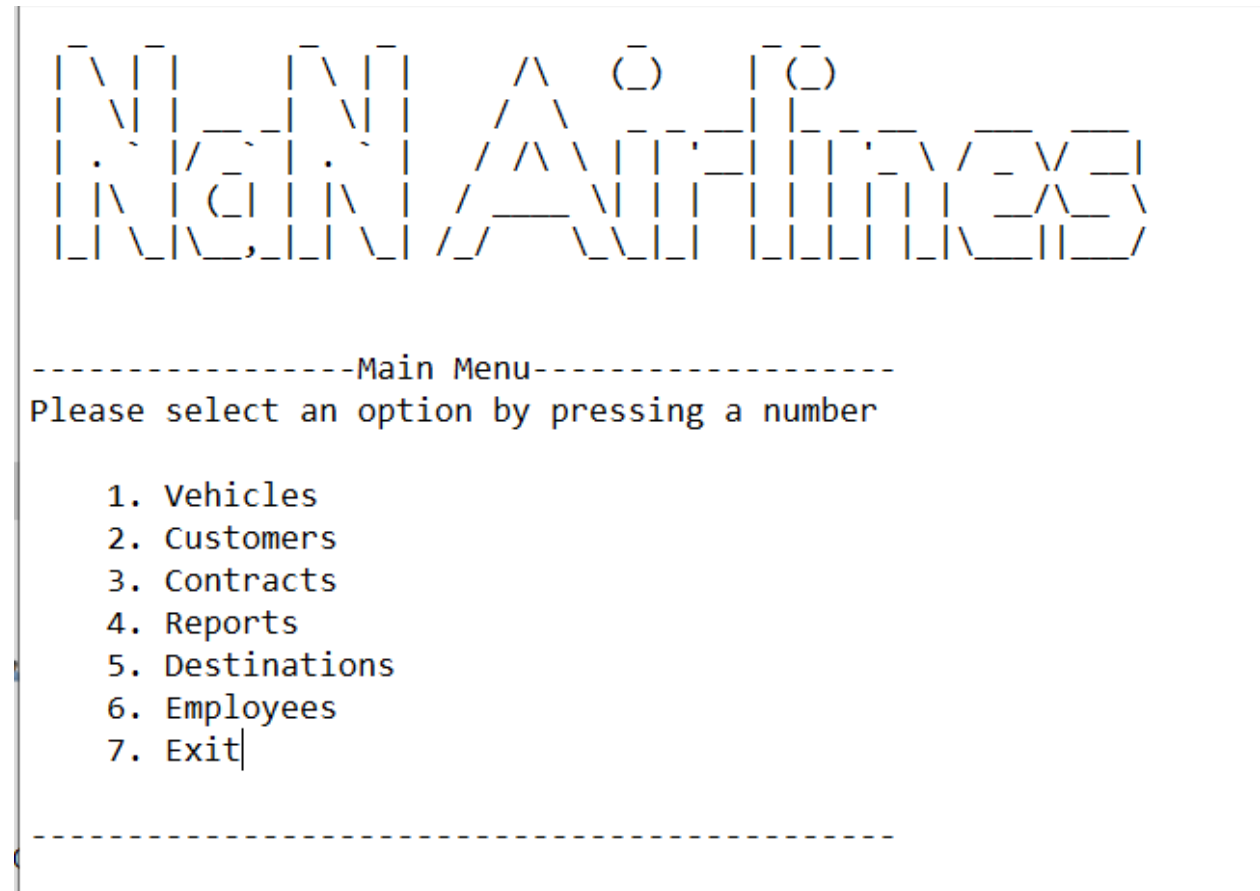 NaN Airlines
-----------------Main Menu-------------------
Please select an option by pressing a number
1. Vehicles
2. Customers
3. Contracts
4. Reports
5. Destinations
6. Employees
7. Exit
---------------------------------------------